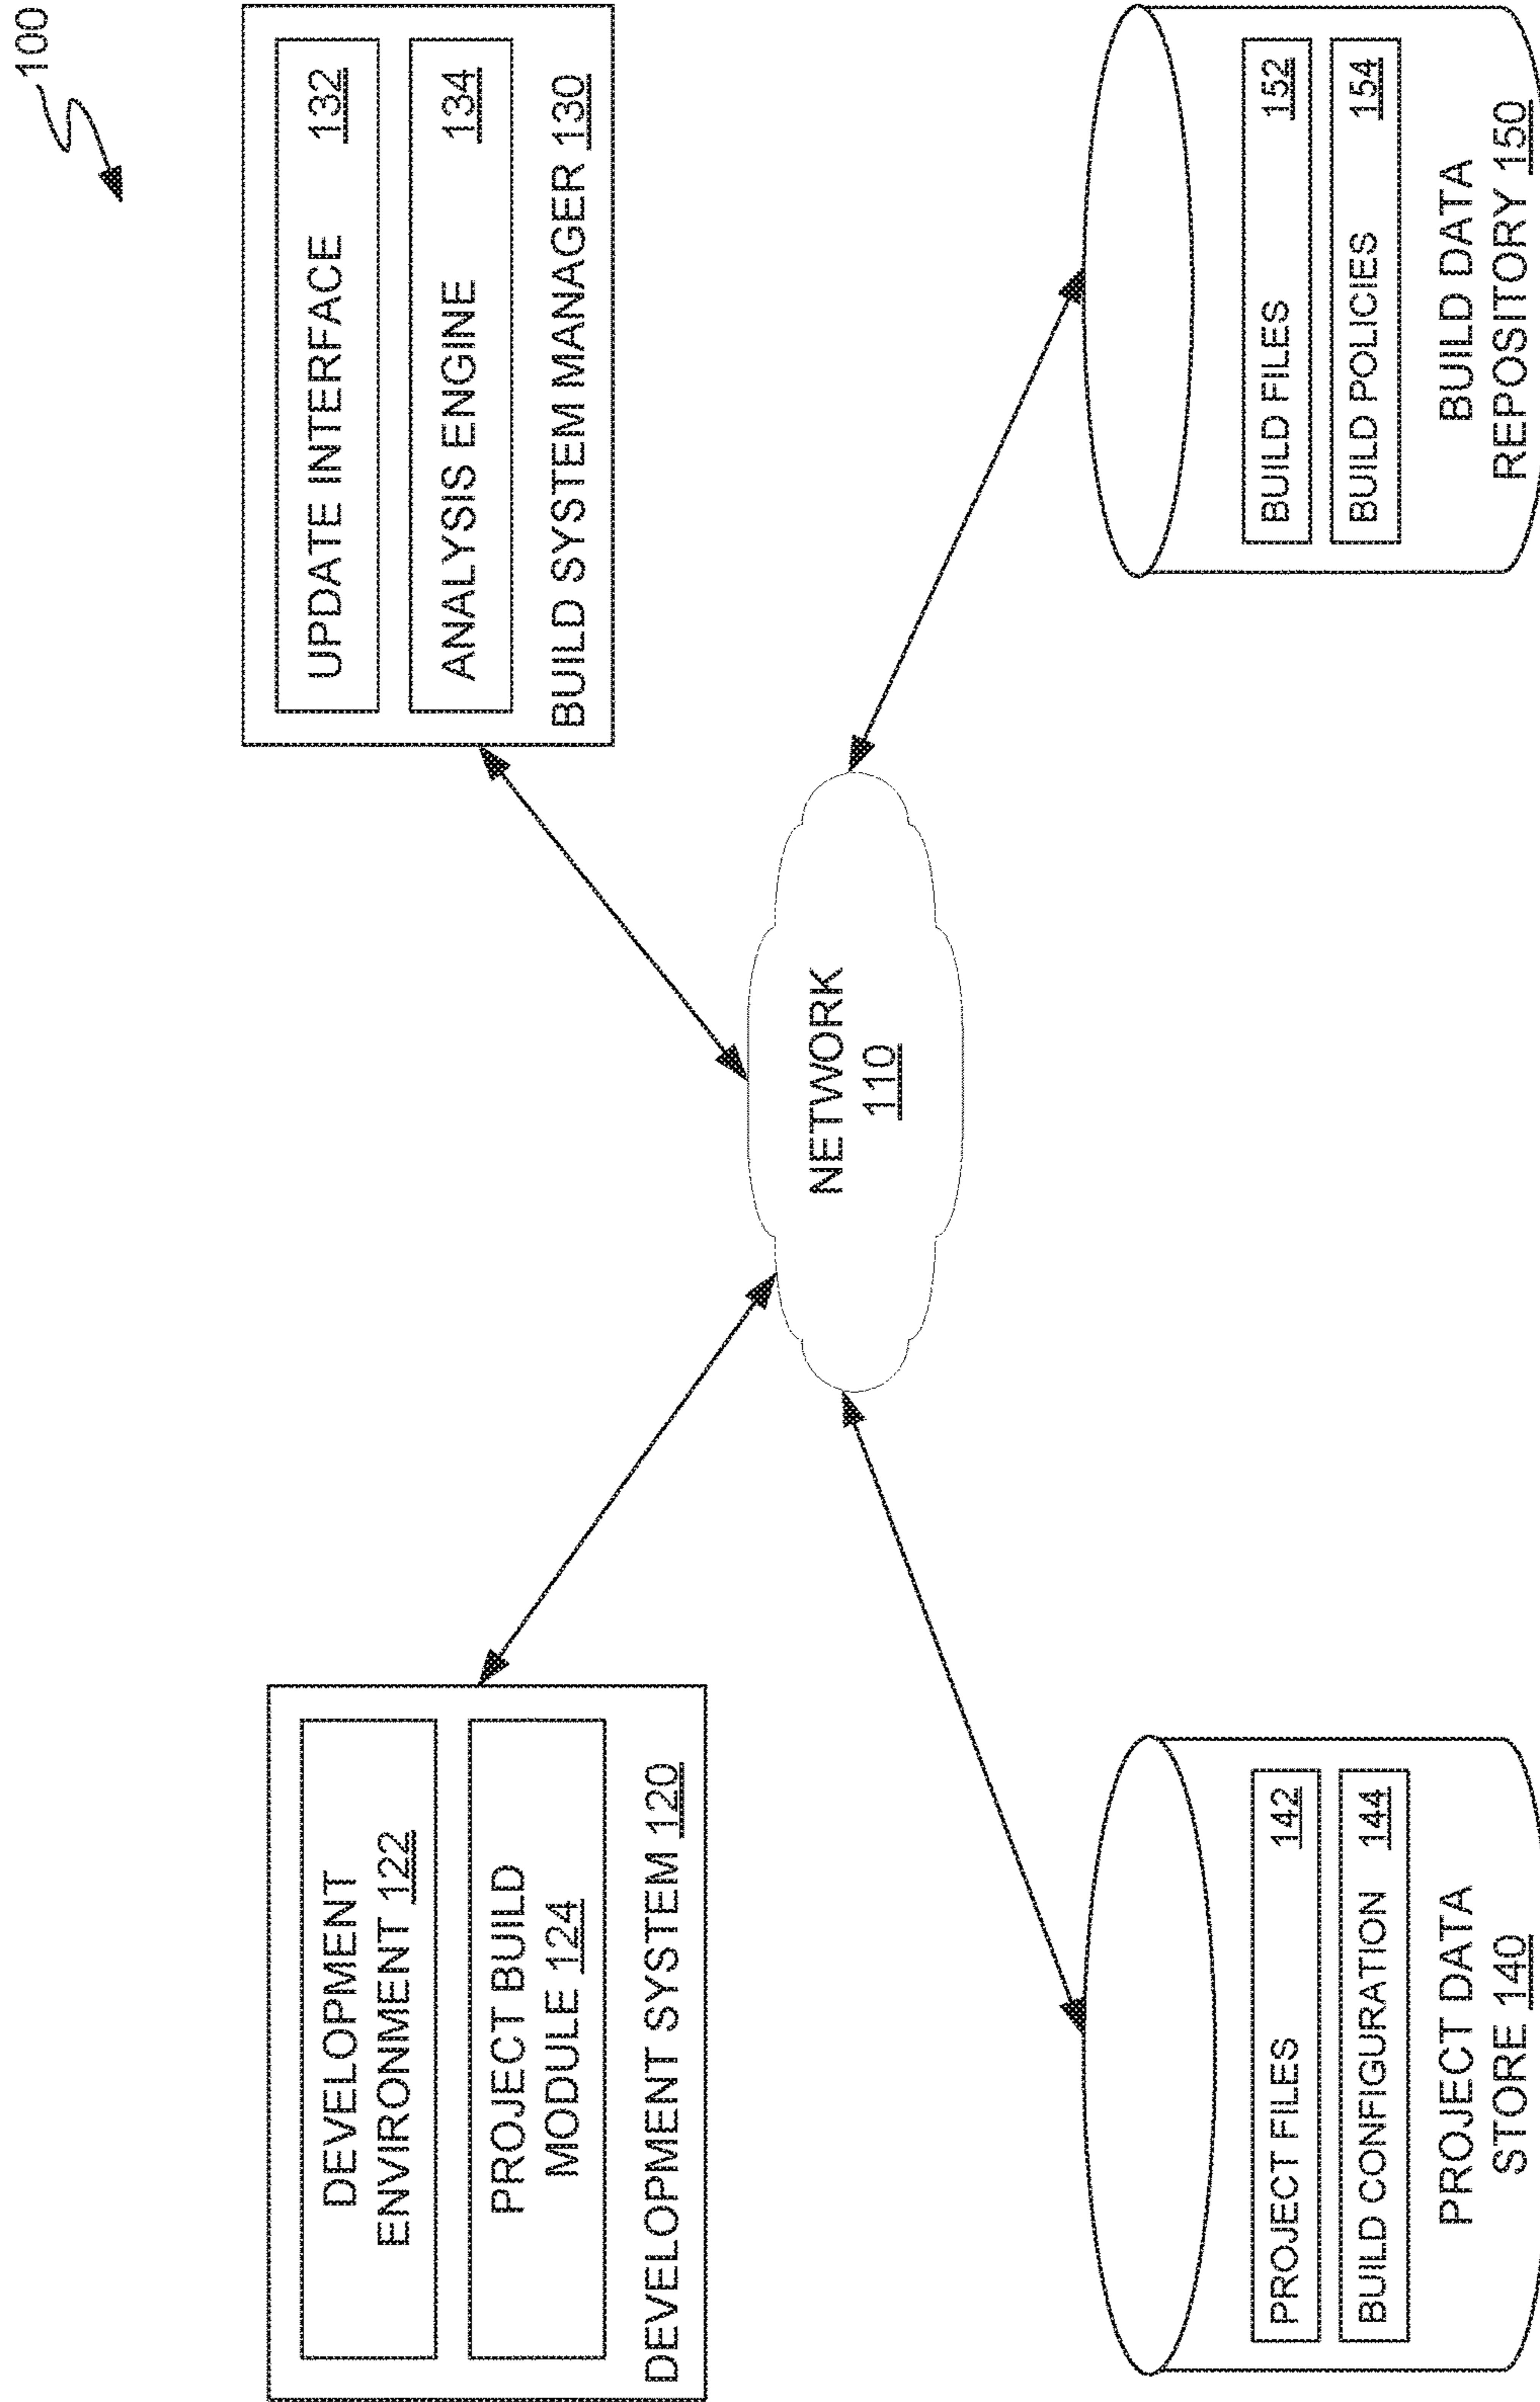 100
DEVELOPMENT
ENVIRONMENT 122
PROJECT BUILD
MODULE 124
DEVELOPMENT SYSTEM 120
UPDATE INTERFACE 132
ANALYSIS ENGINE 134
BUILD SYSTEM MANAGER 130
NETWORK
110
PROJECT FILES 142
BUILD CONFIGURATION 144
PROJECT DATA
STORE 140
BUILD FILES 152
BUILD POLICIES 154
BUILD DATA
REPOSITORY 150